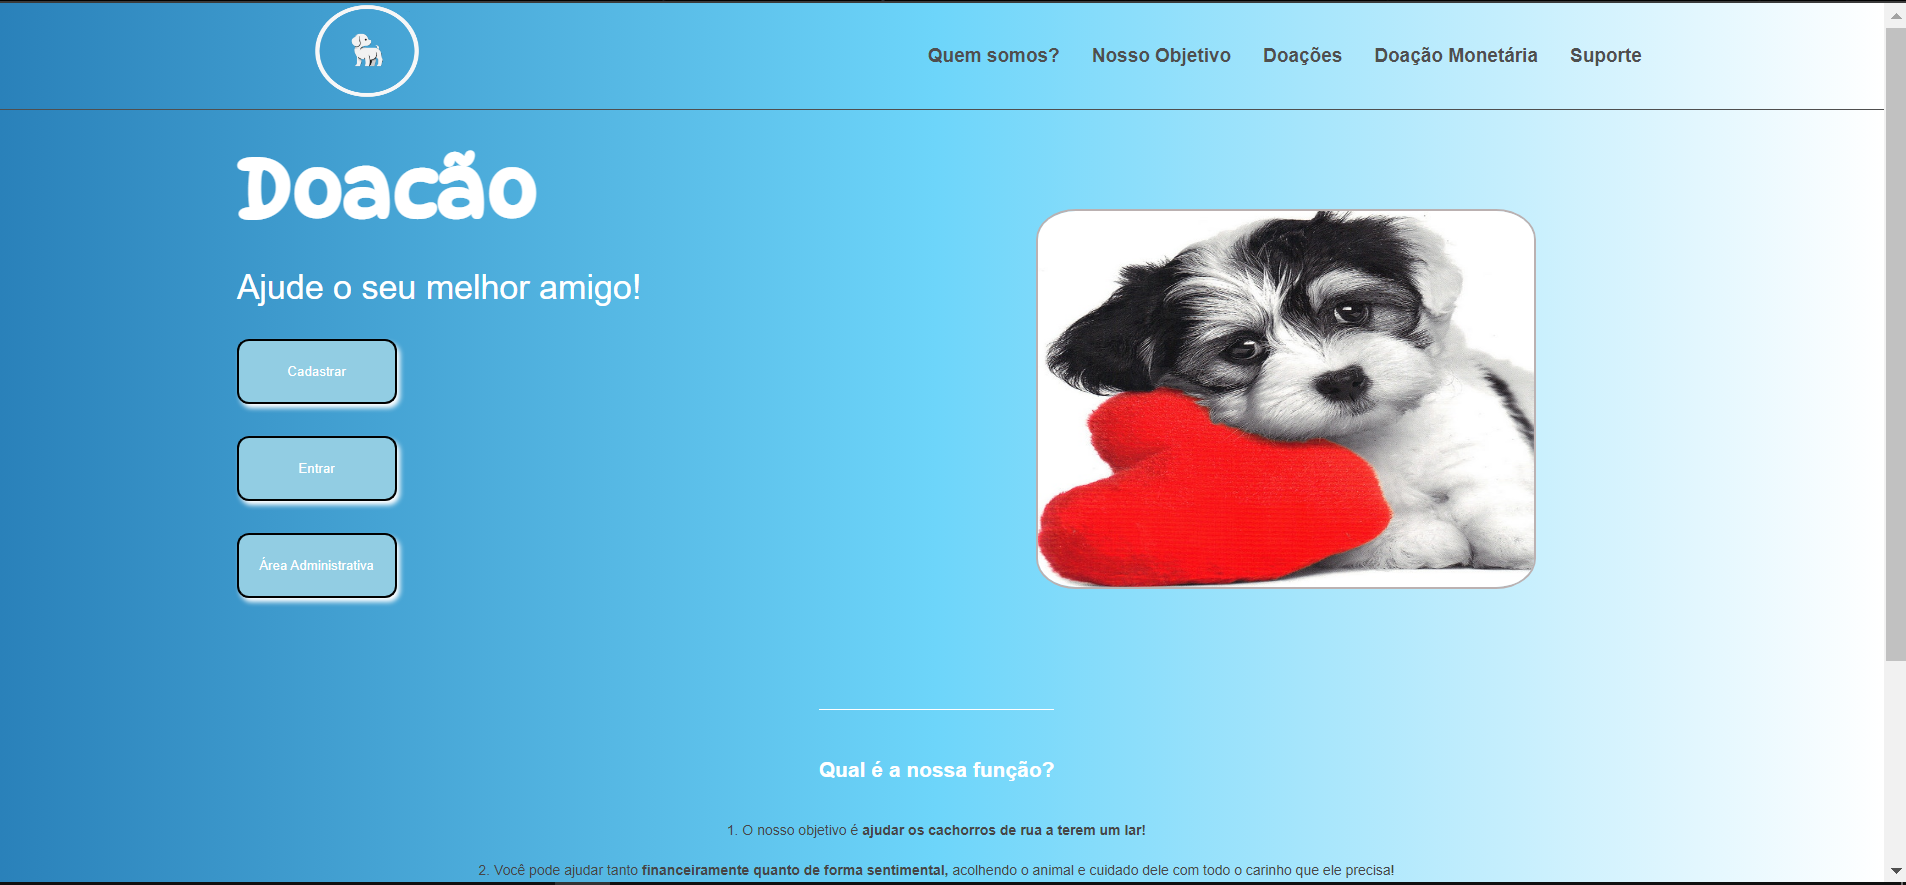 Quem somos? Nosso Objetivo Doações Doação Monetária Suporte
Doacão
Ajude o seu melhor amigo!
Cadastrar
Entrar
Área Administrativa
Qual é a nossa função?
1. O nosso objetivo é ajudar os cachorros de rua a terem um lar!
2. Você pode ajudar tanto financeiramente quanto de forma sentimental, acolhendo o animal e cuidado dele com todo o carinho que ele precisa!